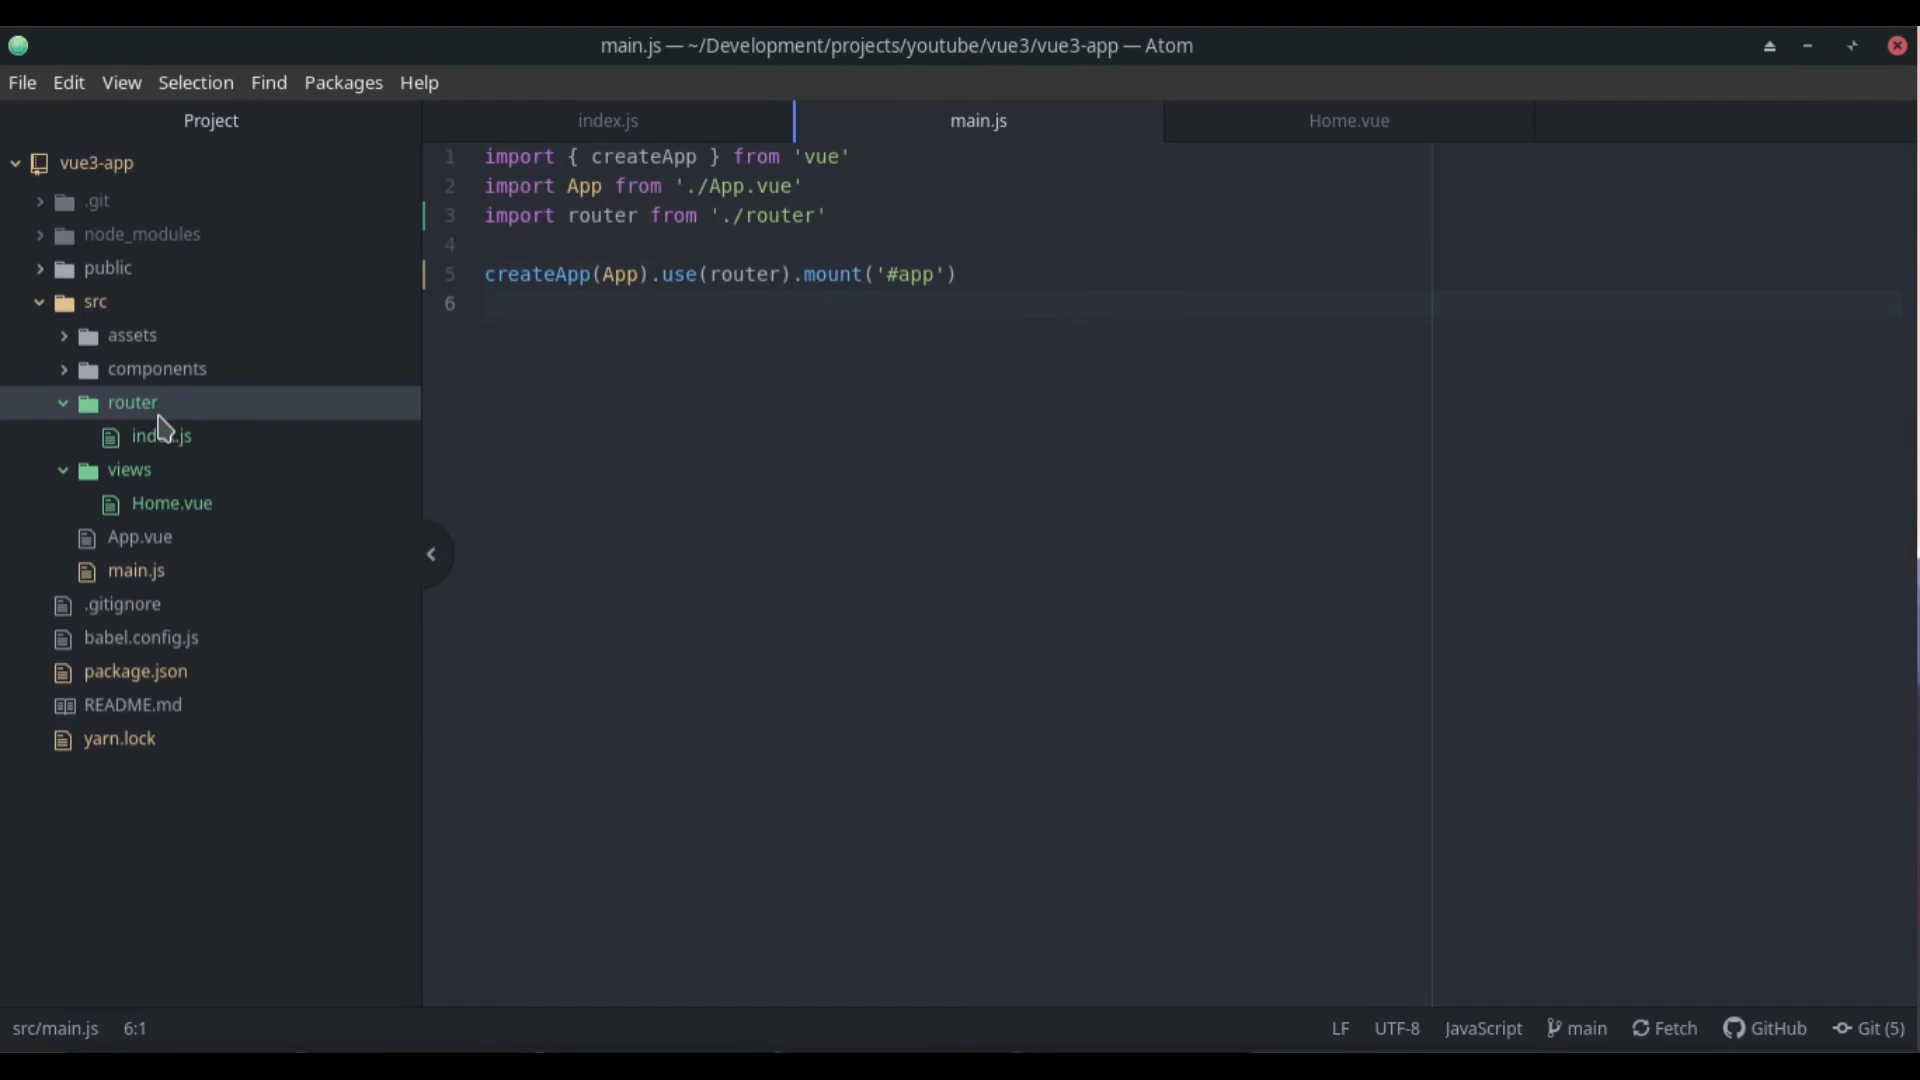 main.js — ~/Development/projects/youtube/vue3/vue3-app — Atom
File Edit View Selection Find Packages Help
Project
index.js main.js Home.vue
vue3-app
.git
node_modules
public
src
assets
components
router
views
Home.vue
App.vue
main.js
.gitignore
babel.config.js
package.json
README.md
yarn.lock
1 import { createApp } from 'vue'
2 import App from './App.vue'
3 import router from './router'
4
5 createApp(App).use(router).mount('#app')
6
src/main.js 6:1 LF UTF-8 JavaScript main Fetch GitHub Git (5)